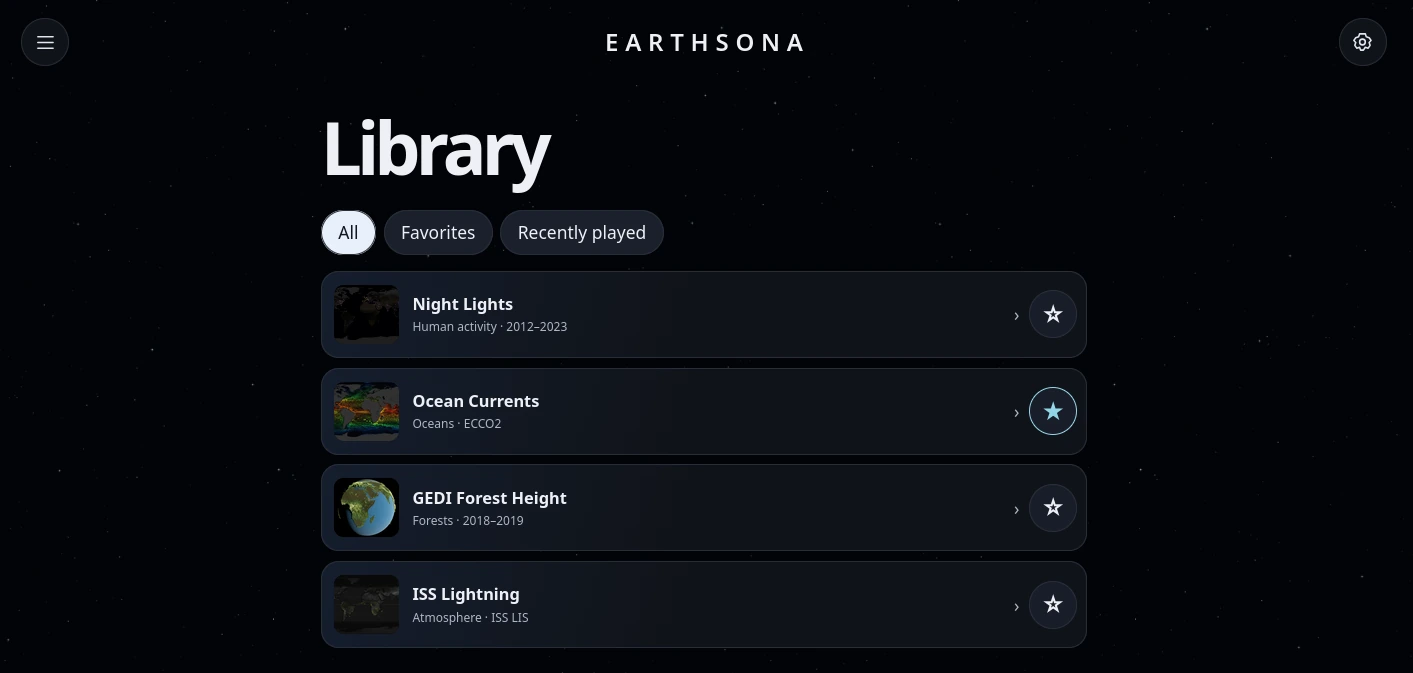 EARTHSONA
Library
All
Favorites
Recently played
Night Lights
Human activity · 2012–2023
Ocean Currents
Oceans · ECCO2
GEDI Forest Height
Forests · 2018–2019
ISS Lightning
Atmosphere · ISS LIS